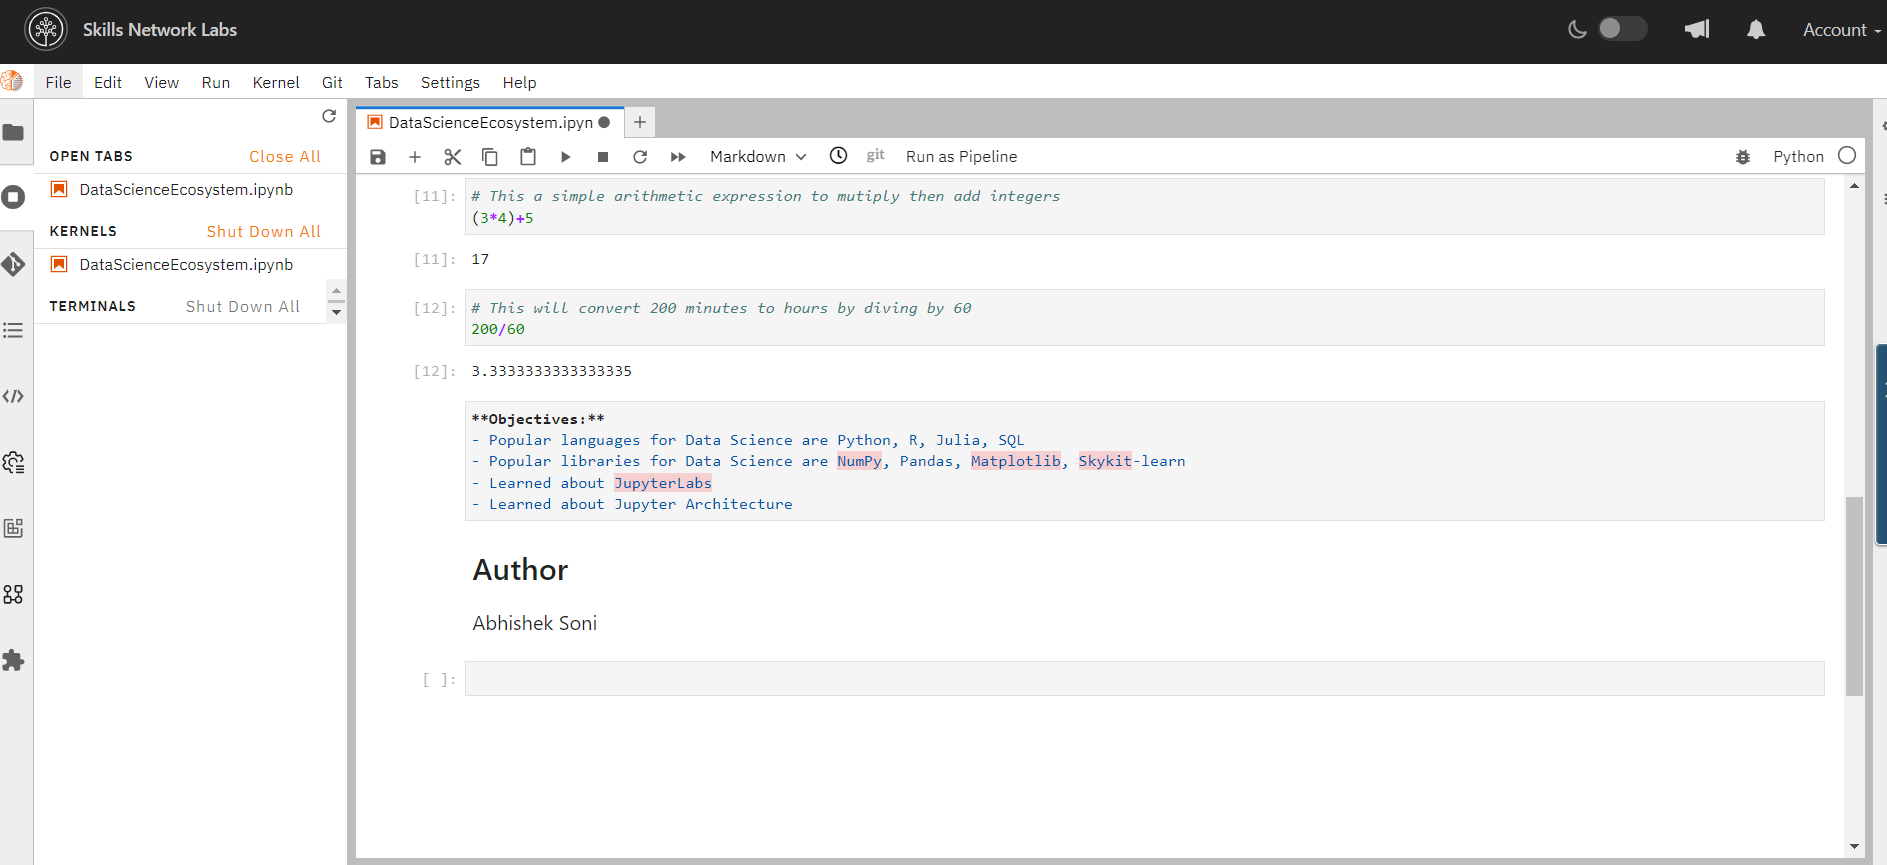 Skills Network Labs
Account
File Edit View Run Kernel Git Tabs Settings Help
OPEN TABS Close All
DataScienceEcosystem.ipynb
KERNELS Shut Down All
DataScienceEcosystem.ipynb
TERMINALS Shut Down All
DataScienceEcosystem.ipyn
Markdown git Run as Pipeline Python
[11]: # This a simple arithmetic expression to mutiply then add integers
(3*4)+5
[11]: 17
[12]: # This will convert 200 minutes to hours by diving by 60
200/60
[12]: 3.3333333333333335
**Objectives:**
- Popular languages for Data Science are Python, R, Julia, SQL
- Popular libraries for Data Science are NumPy, Pandas, Matplotlib, Skykit-learn
- Learned about JupyterLabs
- Learned about Jupyter Architecture
Author
Abhishek Soni
[ ]: